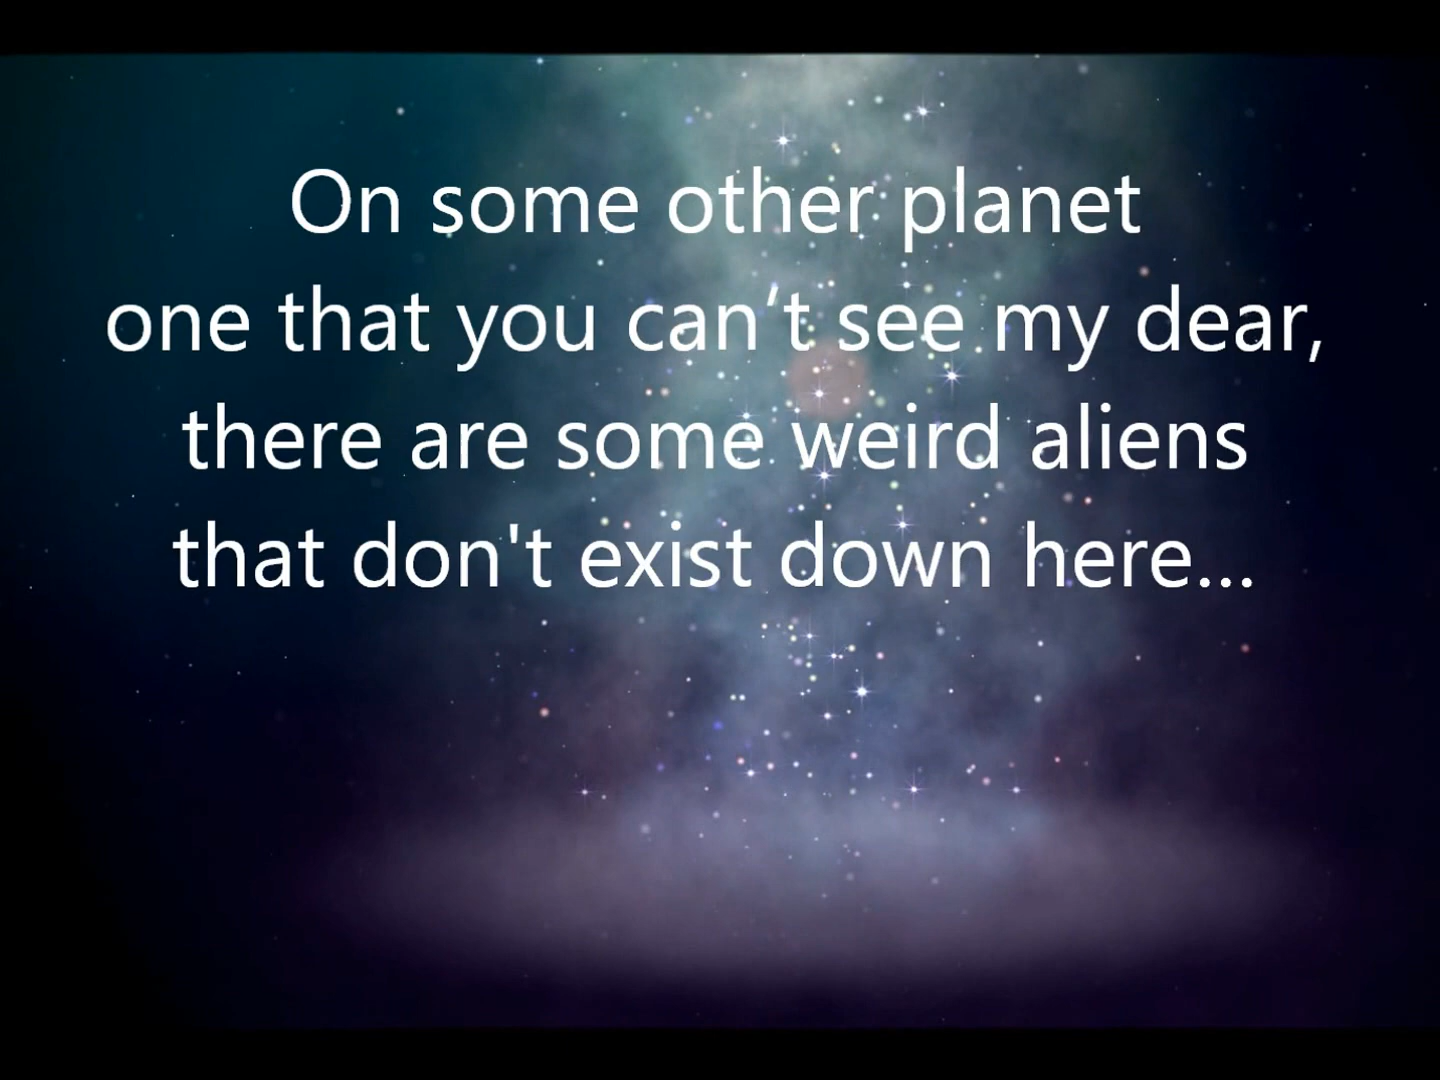 On some other planet
one that you can’t see my dear,
there are some weird aliens
that don't exist down here...